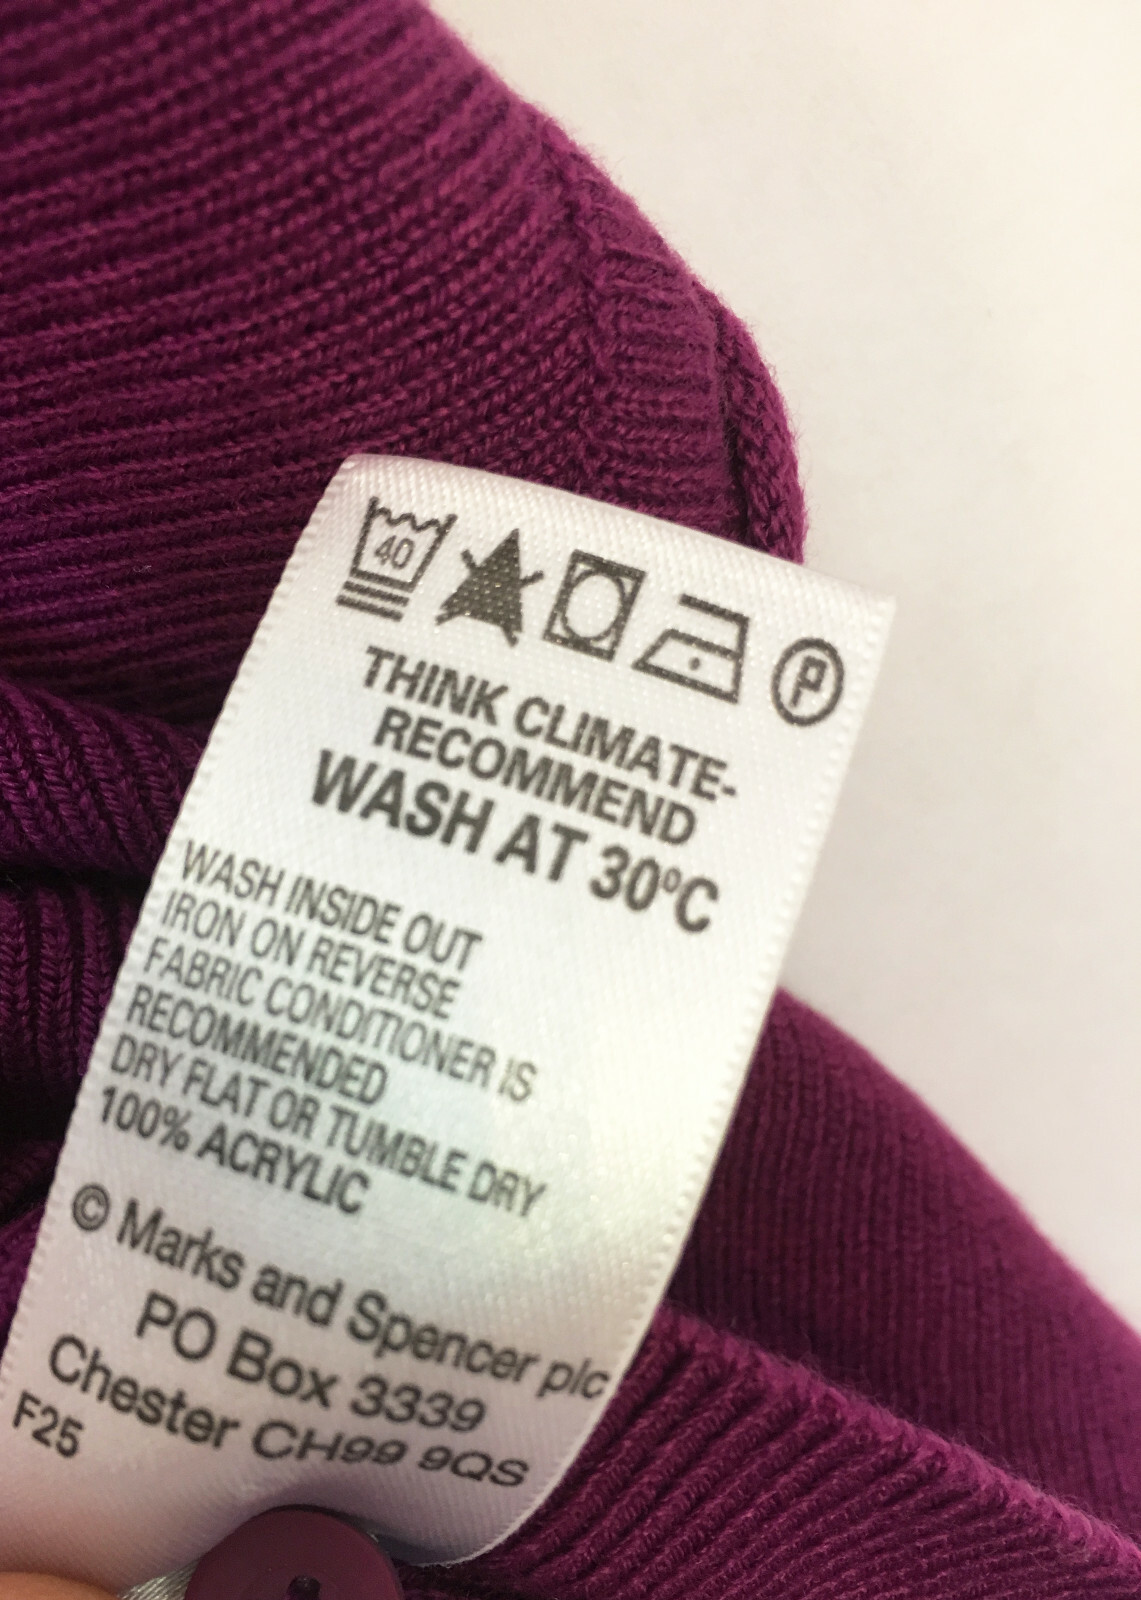 40
P
THINK CLIMATE-
RECOMMEND
WASH AT 30ºC
WASH INSIDE OUT
IRON ON REVERSE
FABRIC CONDITIONER IS
RECOMMENDED
DRY FLAT OR TUMBLE DRY
100% ACRYLIC
© Marks and Spencer plc
PO Box 3339
Chester CH99 9QS
F25